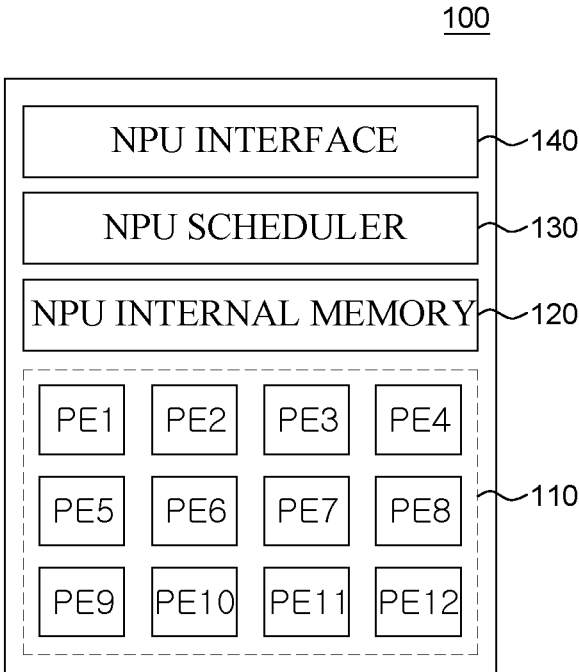 100
NPU INTERFACE 140
NPU SCHEDULER 130
NPU INTERNAL MEMORY 120
PE1 PE2 PE3 PE4
PE5 PE6 PE7 PE8 110
PE9 PE10 PE11 PE12